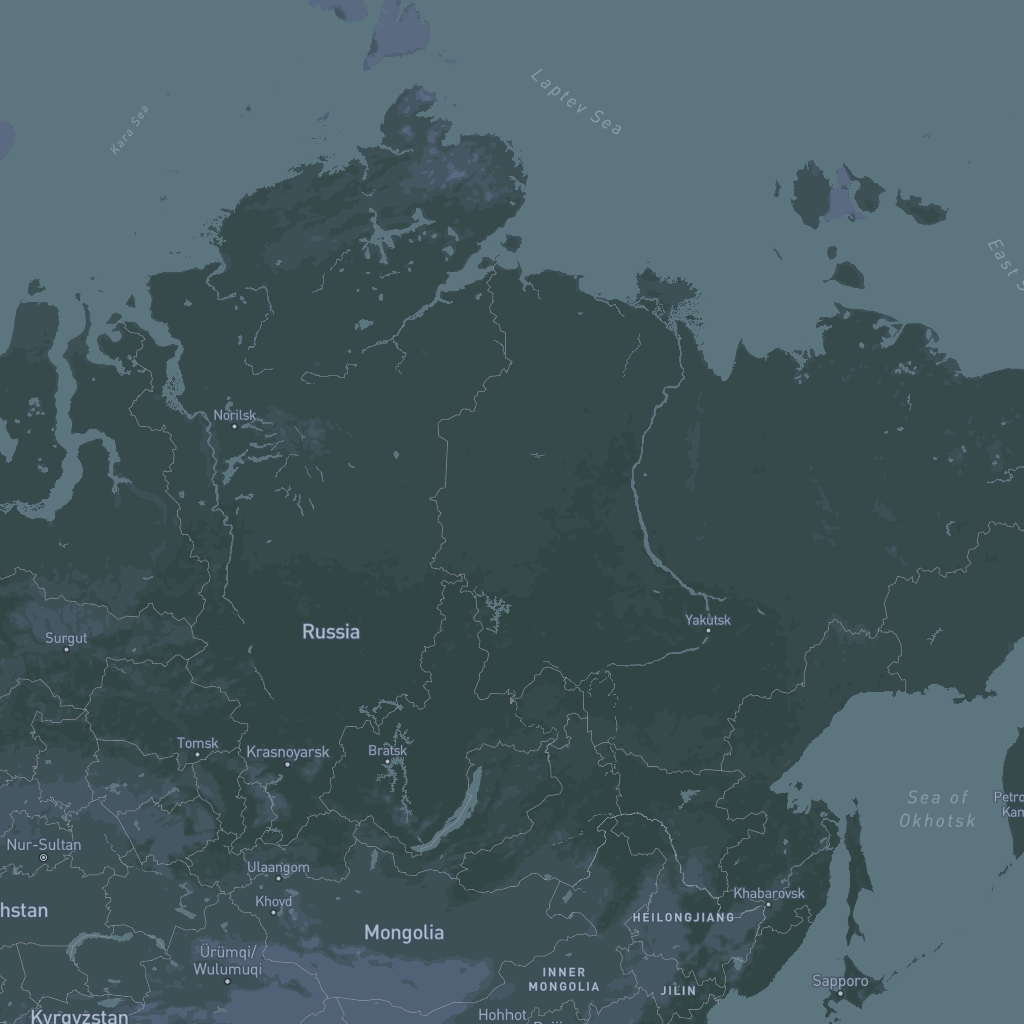 Laptev Sea
Kara Sea
East S
Norilsk
Yakutsk
Russia
Surgut
Tomsk
Krasnoyarsk
Bratsk
Petro
Kam
Sea of
Okhotsk
Nur-Sultan
Ulaangom
Khabarovsk
Khovd
hstan
HEILONGJIANG
Mongolia
Ürümqi/
Wulumuqi
INNER
MONGOLIA
JILIN
Sapporo
Kyrgyzstan
Hohhot